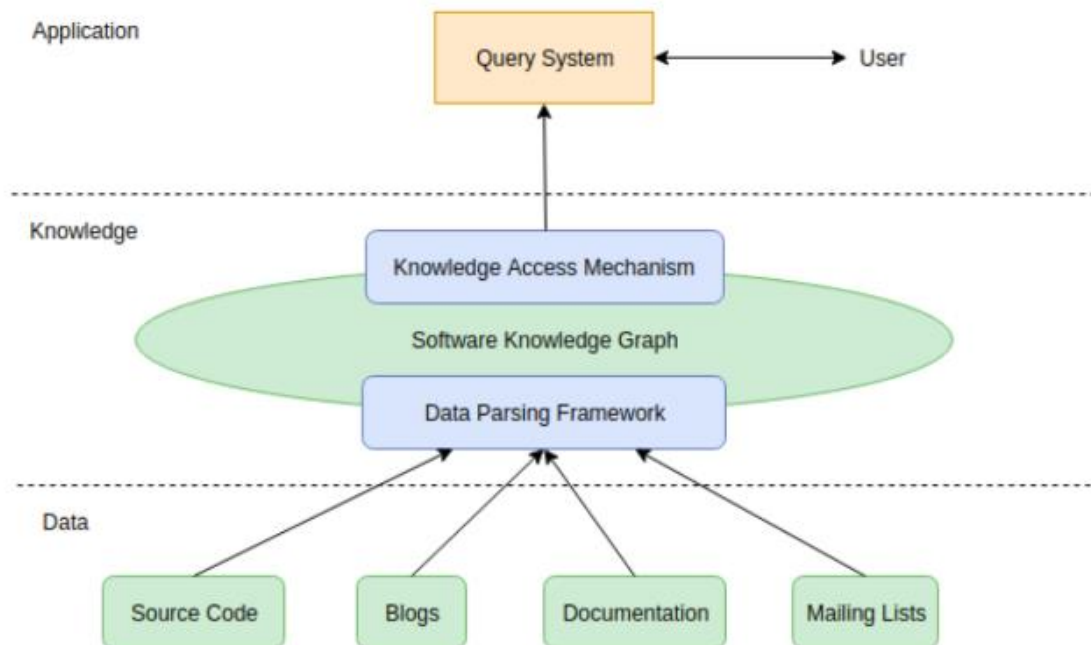 Application
Query System
User
Knowledge
Knowledge Access Mechanism
Software Knowledge Graph
Data Parsing Framework
Data
Source Code
Blogs
Documentation
Mailing Lists